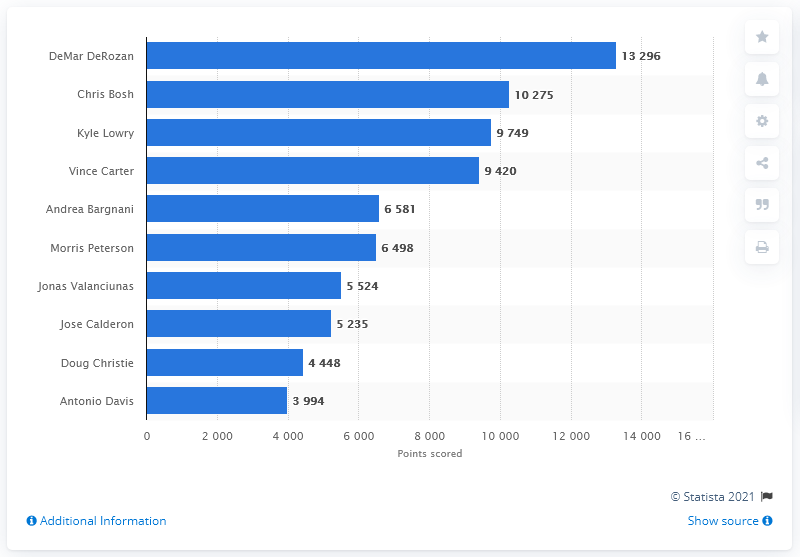 DeMar DeRozan 13 296
Chris Bosh 10 275
Kyle Lowry 9 749
Vince Carter 9 420
Andrea Bargnani 6 581
Morris Peterson 6 498
Jonas Valanciunas 5 524
Jose Calderon 5 235
Doug Christie 4 448
Antonio Davis 3 994
0 2 000 4 000 6 000 8 000 10 000 12 000 14 000 16 ...
Points scored
© Statista 2021
Additional Information Show source